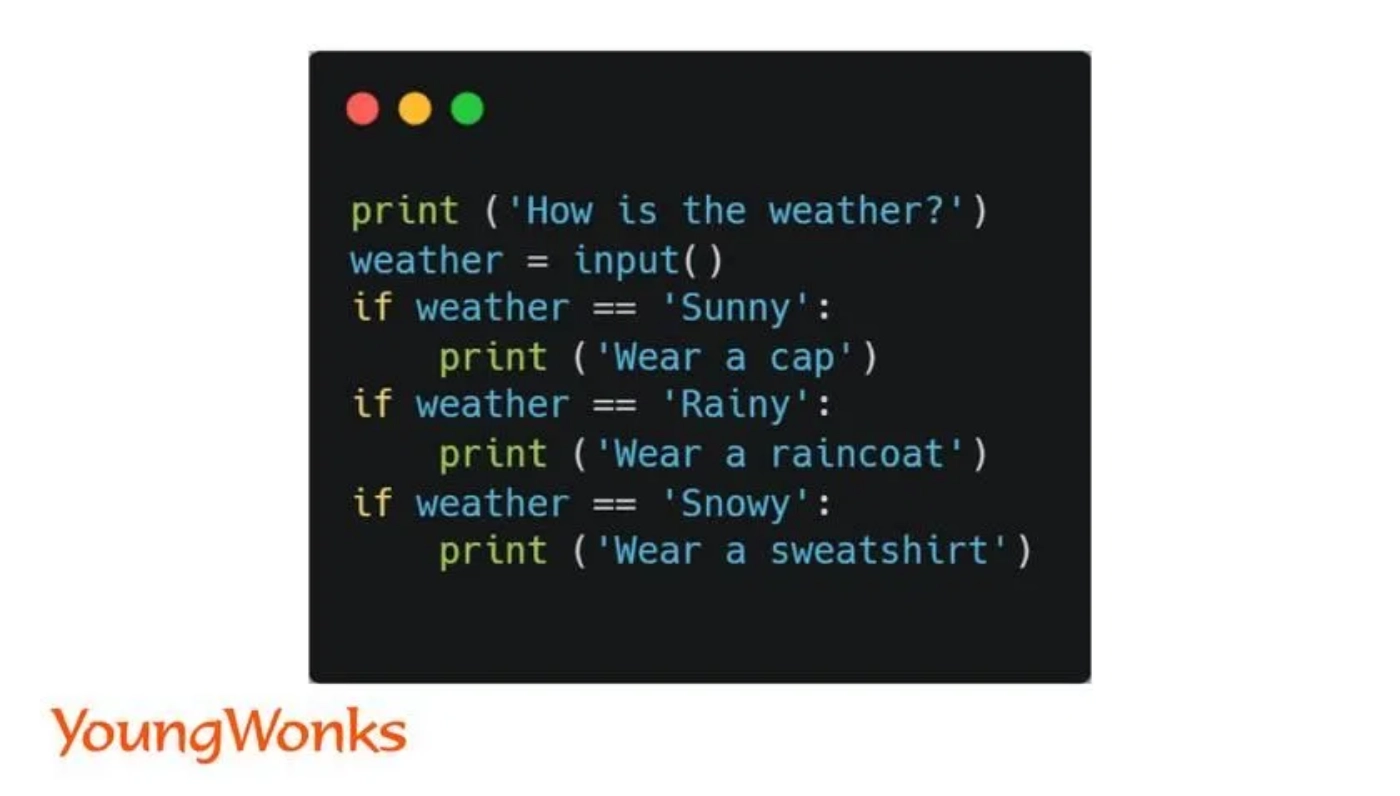 print ('How is the weather?')
weather = input()
if weather == 'Sunny':
    print ('Wear a cap')
if weather == 'Rainy':
    print ('Wear a raincoat')
if weather == 'Snowy':
    print ('Wear a sweatshirt')
YoungWonks